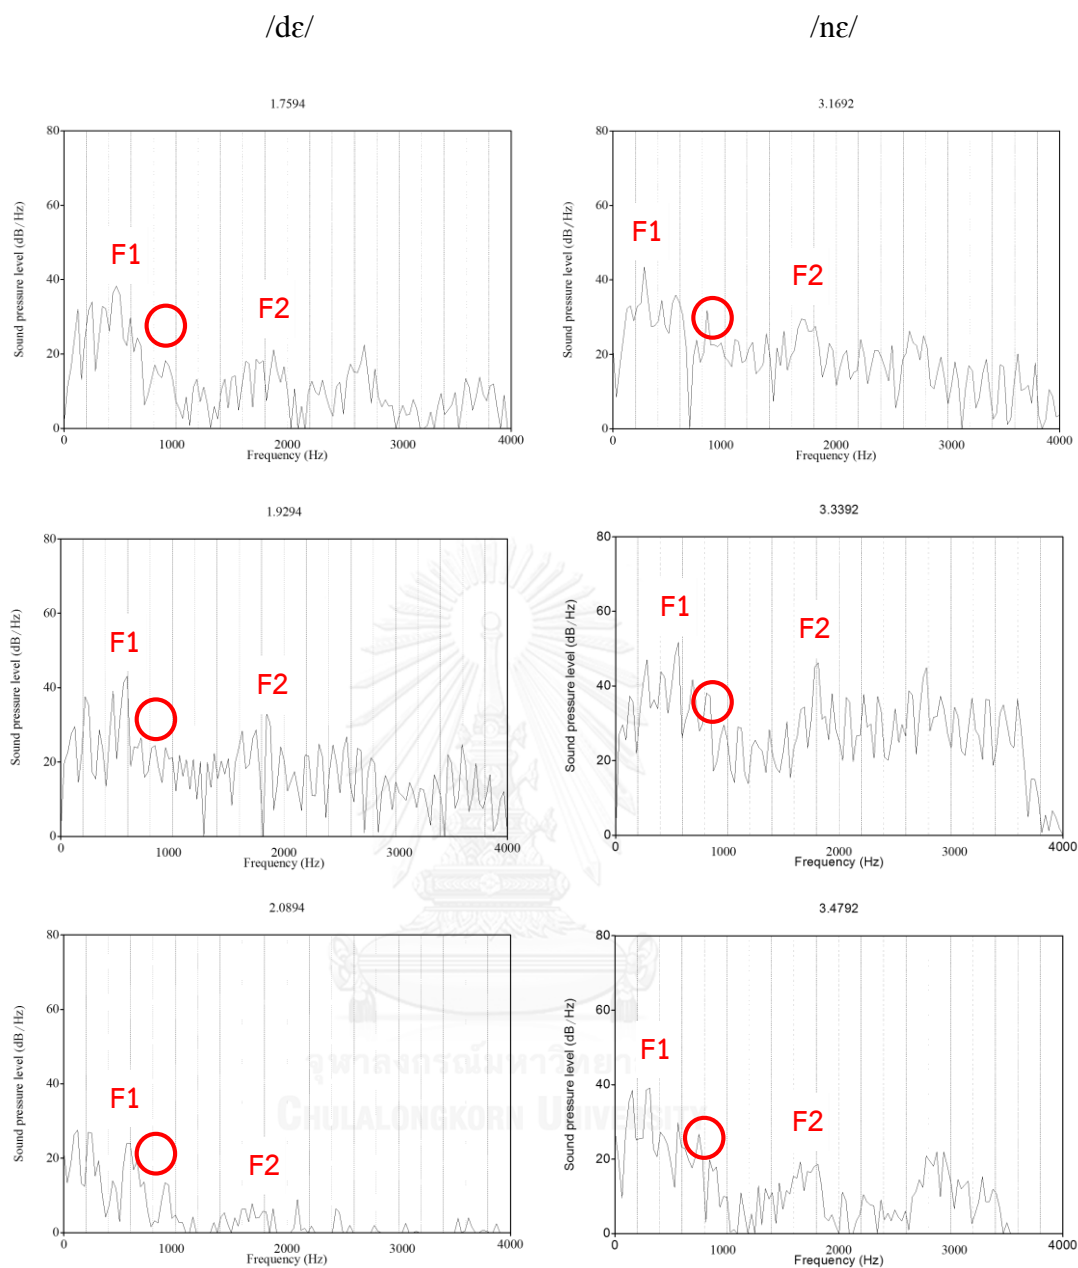 /dɛ/ /nɛ/
1.7594
Sound pressure level (dB/Hz)
80
60
40
20
0
F1
F2
0 1000 2000 3000 4000
Frequency (Hz)
3.1692
Sound pressure level (dB/Hz)
80
60
40
20
0
F1
F2
0 1000 2000 3000 4000
Frequency (Hz)
1.9294
Sound pressure level (dB/Hz)
80
60
40
20
0
F1
F2
0 1000 2000 3000 4000
Frequency (Hz)
3.3392
Sound pressure level (dB/Hz)
80
60
40
20
0
F1
F2
0 1000 2000 3000 4000
Frequency (Hz)
2.0894
Sound pressure level (dB/Hz)
80
60
40
20
0
F1
F2
0 1000 2000 3000 4000
Frequency (Hz)
3.4792
Sound pressure level (dB/Hz)
80
60
40
20
0
F1
F2
0 1000 2000 3000 4000
Frequency (Hz)
จุฬาลงกรณ์มหาวิทยา
CHULALONGKORN UNIVERSITY